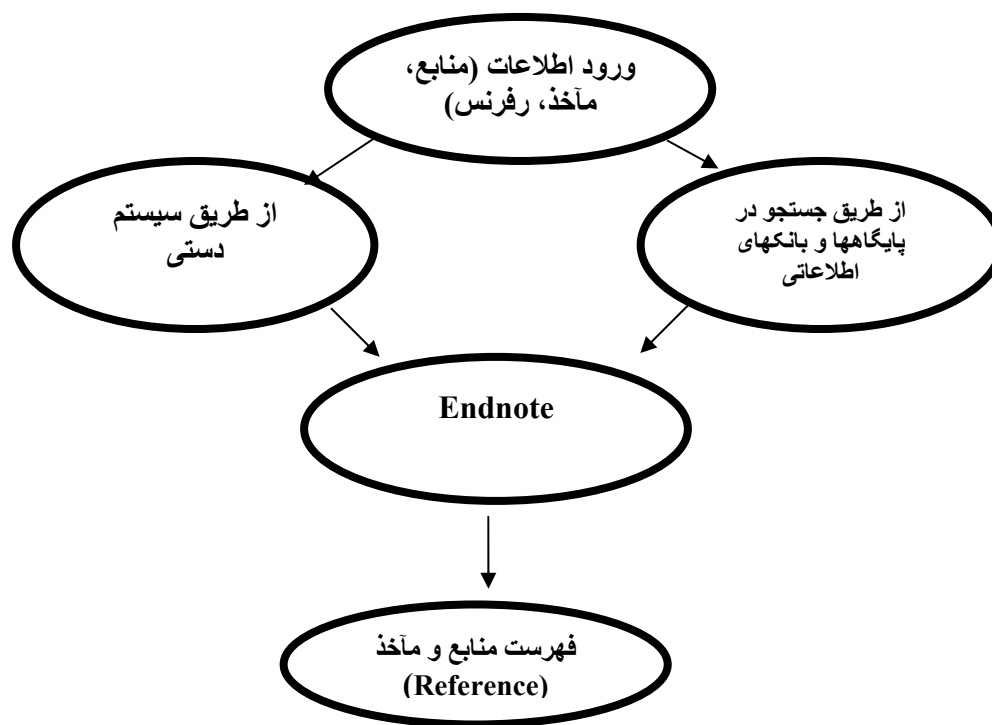 ورود اطلاعات (منابع،
مآخذ، رفرنس)
از طریق جستجو در
پایگاهها و بانکهای
اطلاعاتی
از طریق سیستم
دستی
Endnote
فهرست منابع و مآخذ
(Reference)